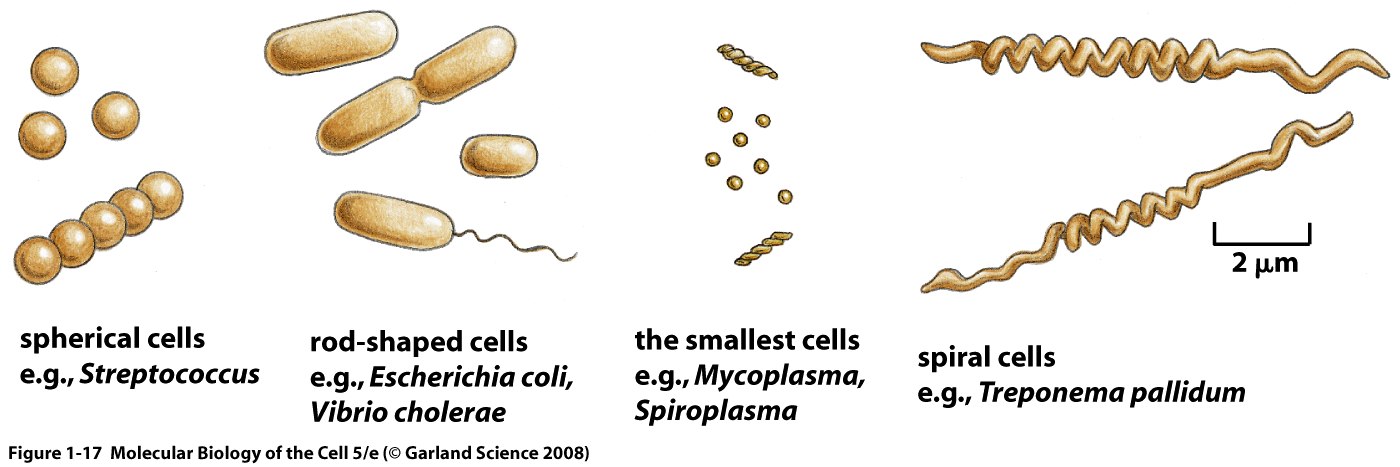 2 μm
spherical cells
e.g., Streptococcus
rod-shaped cells
e.g., Escherichia coli,
Vibrio cholerae
the smallest cells
e.g., Mycoplasma,
Spiroplasma
spiral cells
e.g., Treponema pallidum
Figure 1-17 Molecular Biology of the Cell 5/e (© Garland Science 2008)